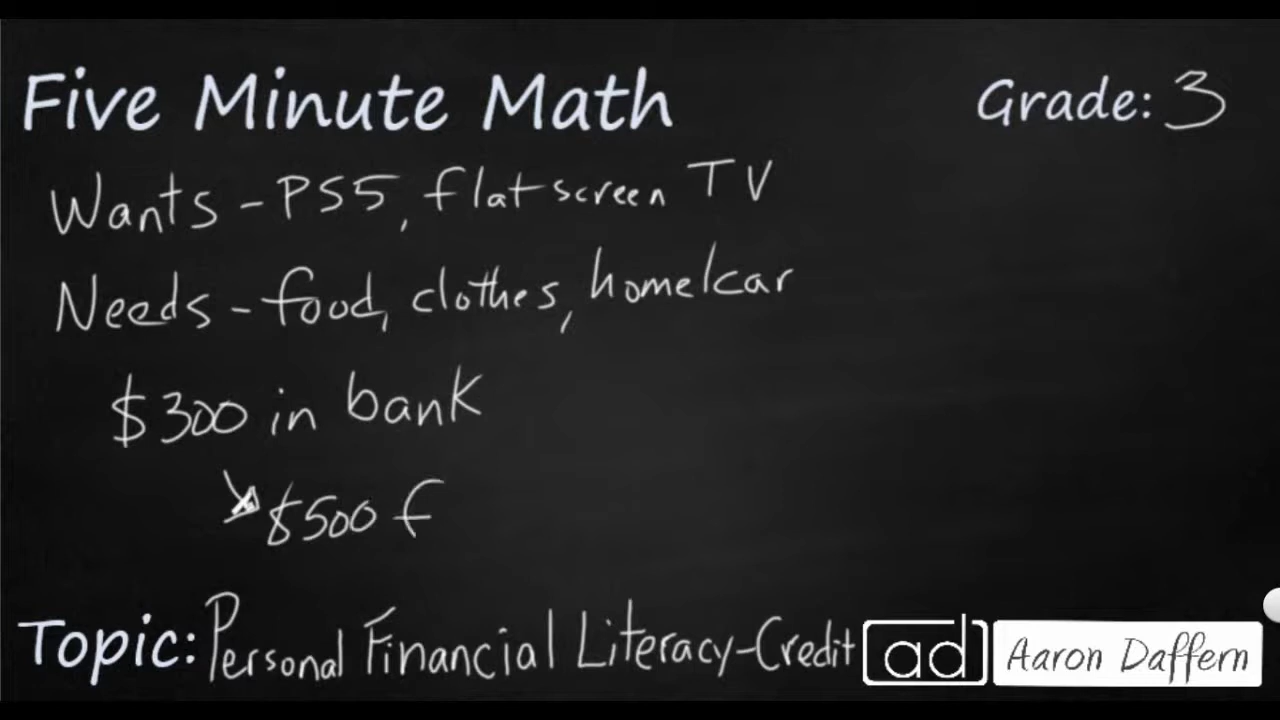 Five Minute Math Grade: 3
Wants - PS5, flat screen TV
Needs - food, clothes, home/car
$300 in bank
$500 f
Topic: Personal Financial Literacy-Credit ad Aaron Daffern